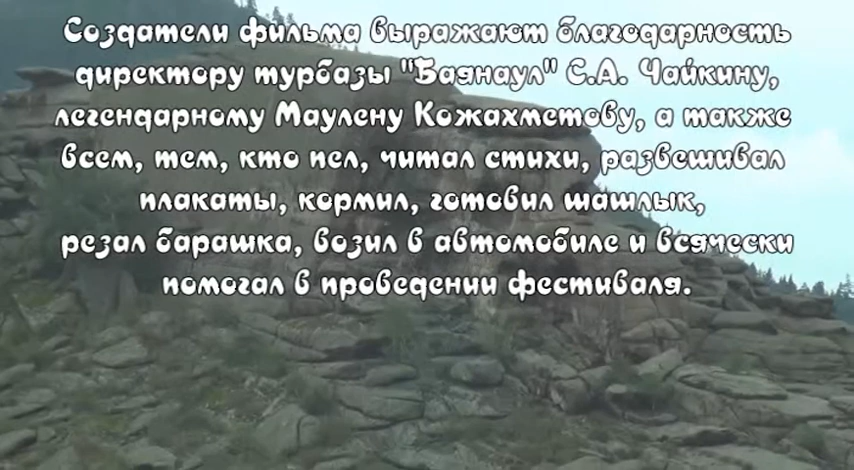 Создатели фильма выражают благодарность
директору турбазы "Баянаул" С.А. Чайкину,
легендарному Маулену Кожахметову, а также
всем, тем, кто пел, читал стихи, развешивал
плакаты, кормил, готовил шашлык,
резал барашка, возил в автомобиле и всячески
помогал в проведении фестиваля.